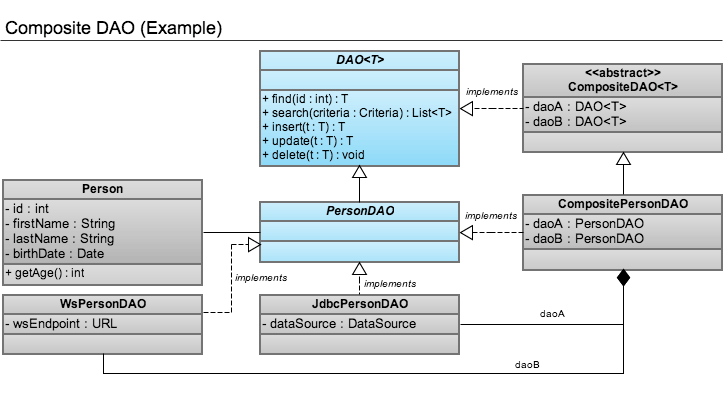 Composite DAO (Example)
DAO<T>
+ find(id : int) : T
+ search(criteria : Criteria) : List<T>
+ insert(t : T) : T
+ update(t : T) : T
+ delete(t : T) : void
implements
<<abstract>>
CompositeDAO<T>
- daoA : DAO<T>
- daoB : DAO<T>
Person
- id : int
- firstName : String
- lastName : String
- birthDate : Date
+ getAge() : int
PersonDAO
implements
CompositePersonDAO
- daoA : PersonDAO
- daoB : PersonDAO
implements
implements
WsPersonDAO
- wsEndpoint : URL
JdbcPersonDAO
- dataSource : DataSource
daoA
daoB